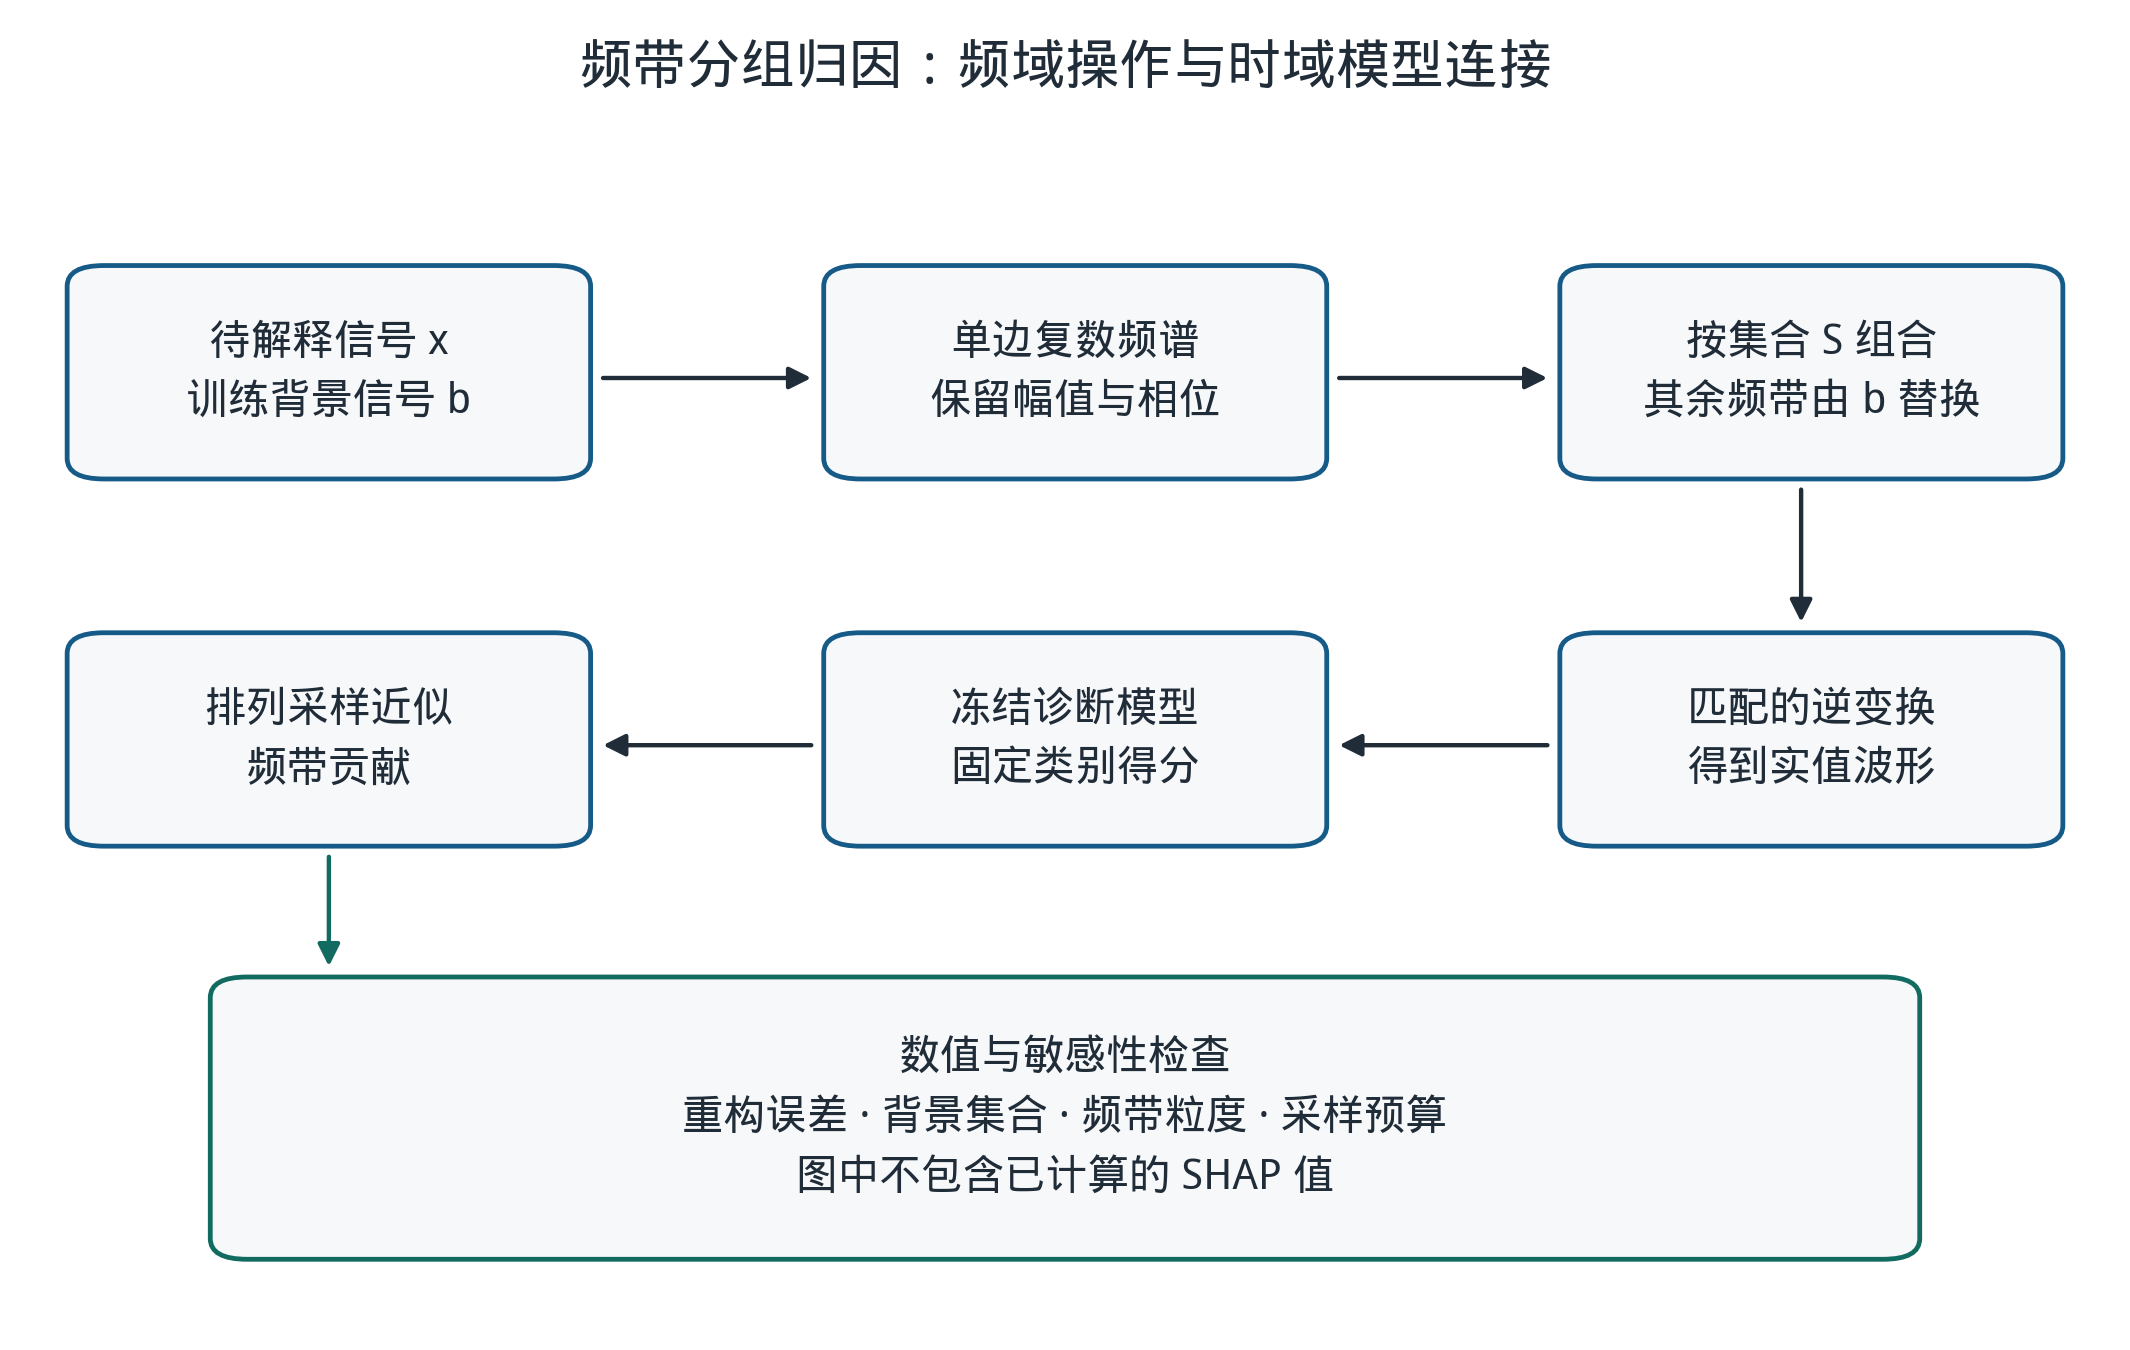 频带分组归因：频域操作与时域模型连接
待解释信号 x
训练背景信号 b
单边复数频谱
保留幅值与相位
按集合 S 组合
其余频带由 b 替换
排列采样近似
频带贡献
冻结诊断模型
固定类别得分
匹配的逆变换
得到实值波形
数值与敏感性检查
重构误差 · 背景集合 · 频带粒度 · 采样预算
图中不包含已计算的 SHAP 值